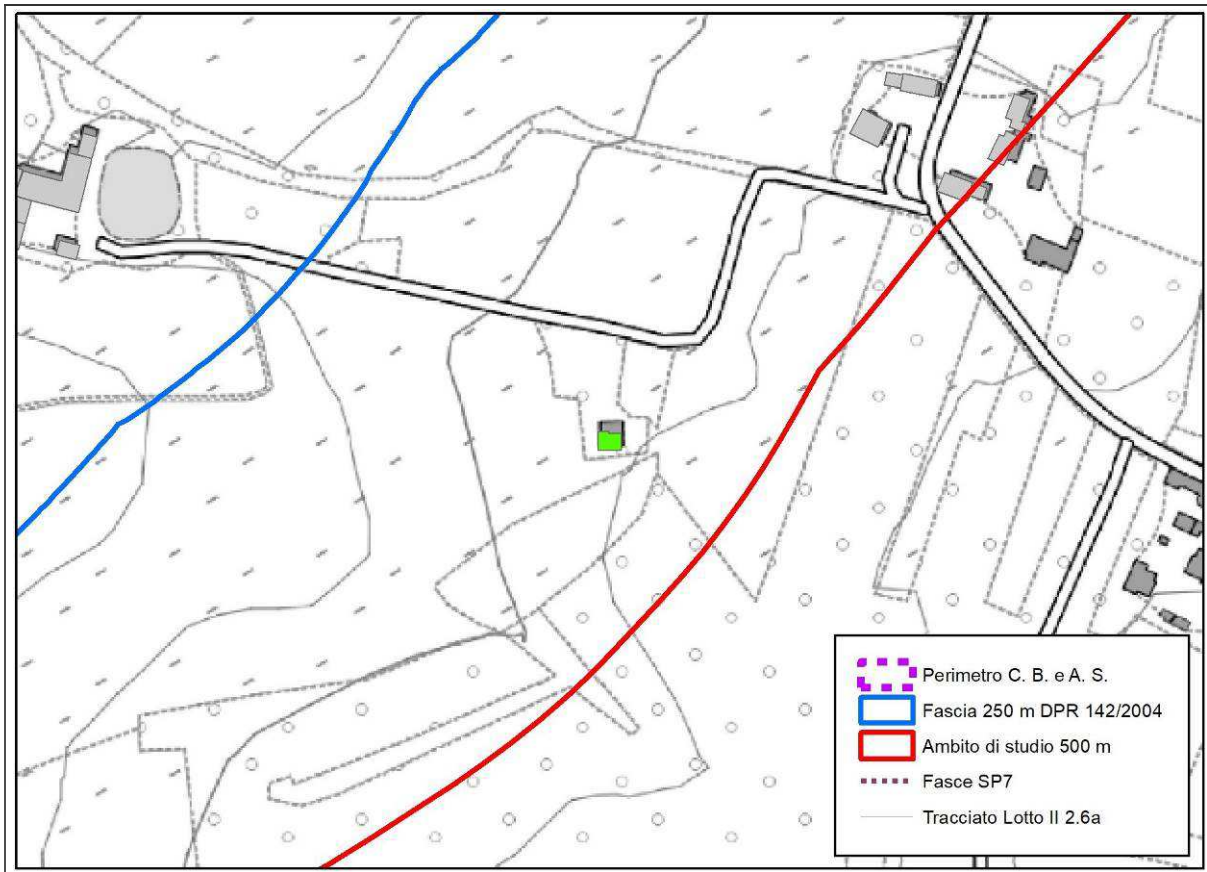 Perimetro C. B. e A. S.
Fascia 250 m DPR 142/2004
Ambito di studio 500 m
Fasce SP7
Tracciato Lotto II 2.6a